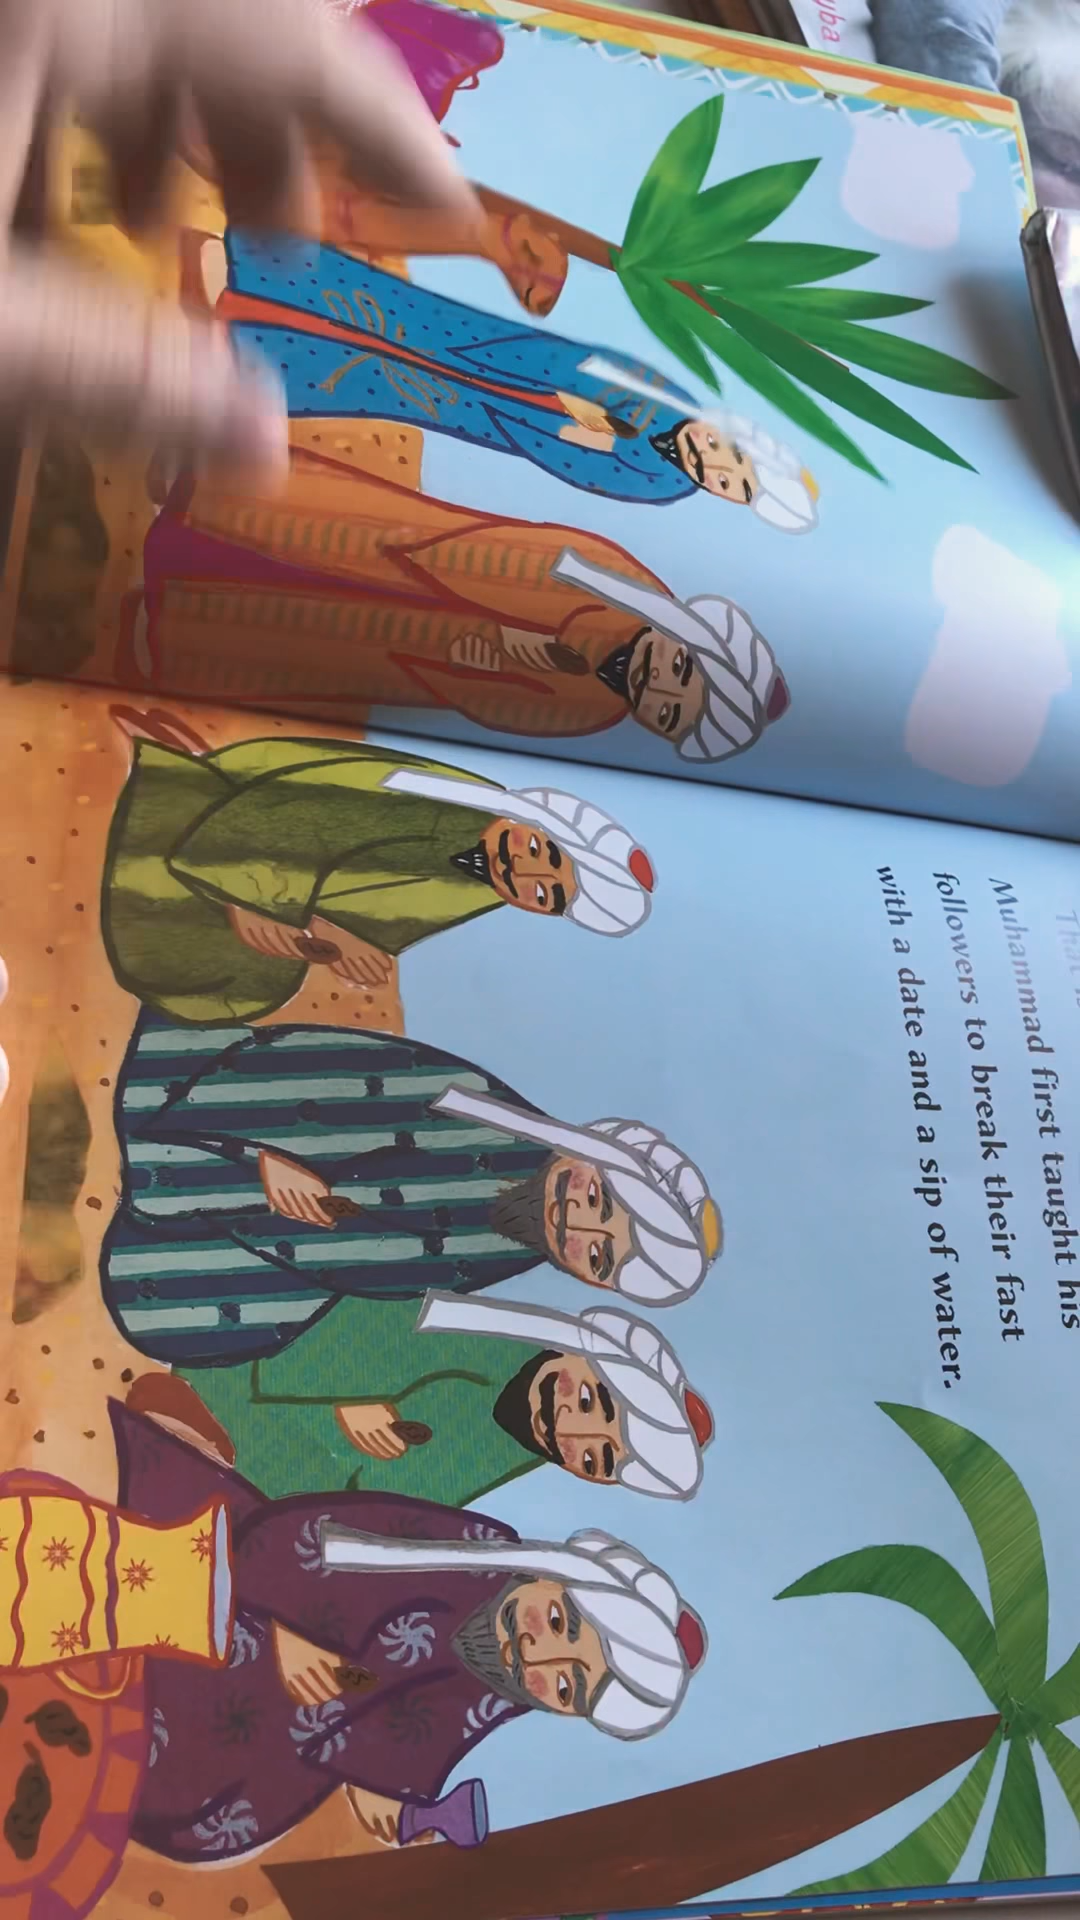 Muhammad first taught his
followers to break their fast
with a date and a sip of water.